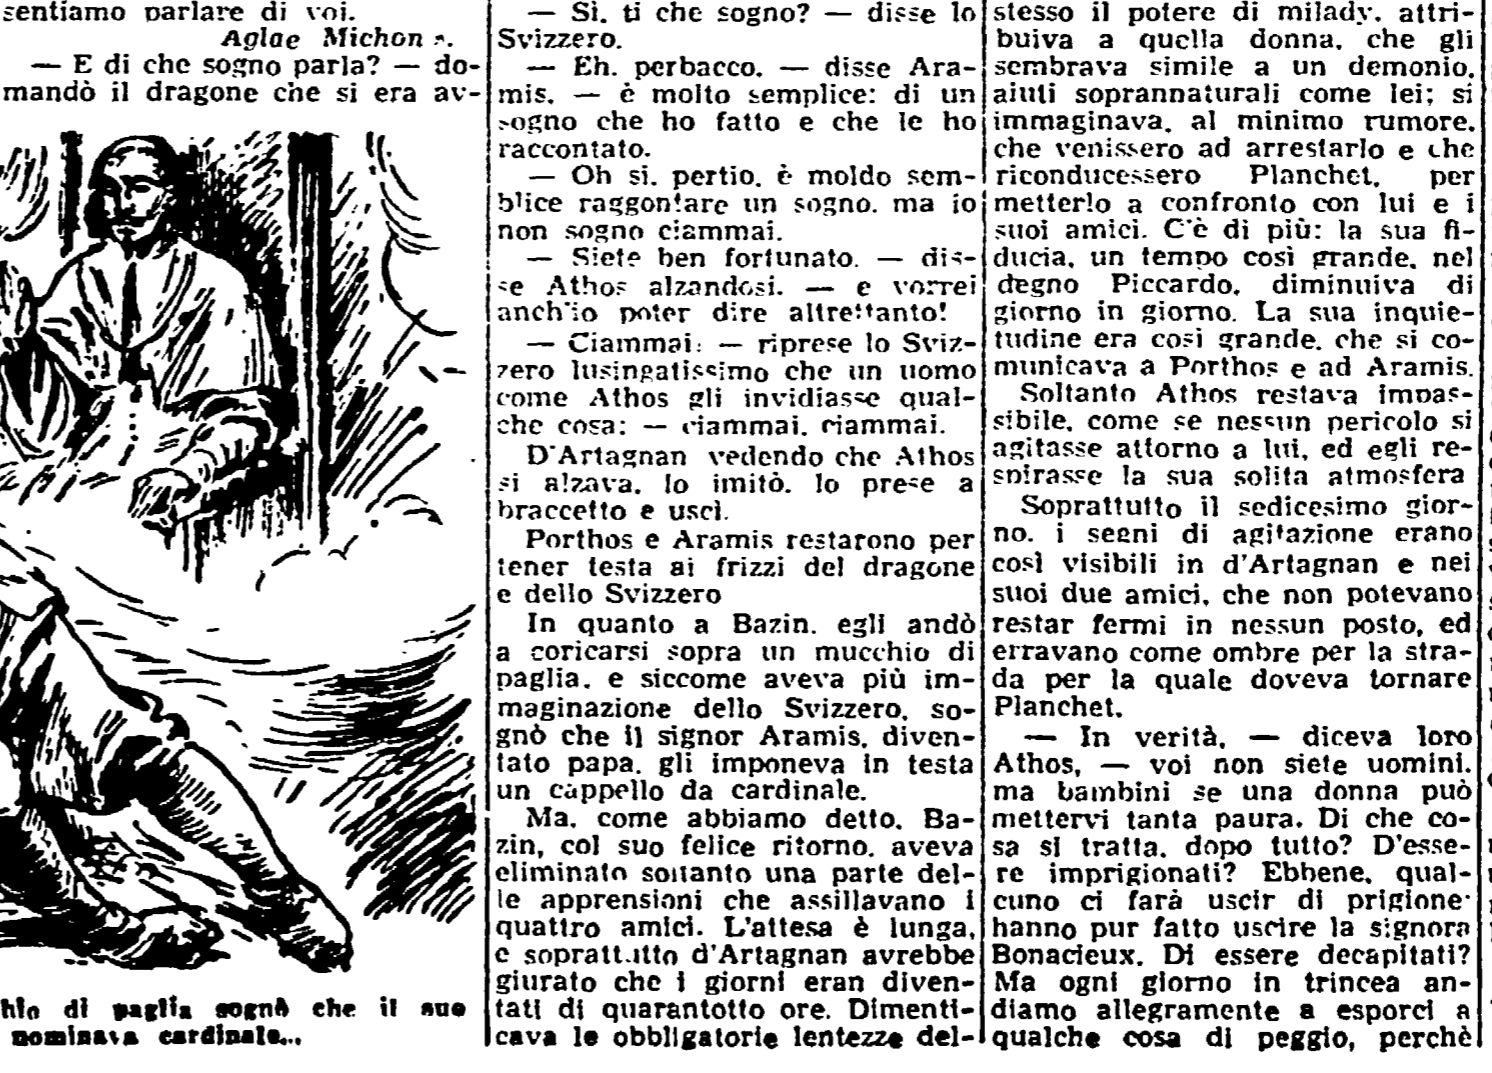 sentiamo parlare di voi.
Aglae Michon ».
— E di che sogno parla? — do-
mandò il dragone che si era av-
hio di paglia sognò che il suo
nominava cardinale...
— Sì, ti che sogno? — disse lo
Svizzero.
— Eh, perbacco, — disse Ara-
mis, — è molto semplice: di un
sogno che ho fatto e che le ho
raccontato.
— Oh sì, pertio, è moldo sem-
blice raggontare un sogno, ma io
non sogno ciammai.
— Siete ben fortunato, — dis-
se Athos alzandosi, — e vorrei
anch'io poter dire altrettanto!
— Ciammai: — riprese lo Sviz-
zero lusingatissimo che un uomo
come Athos gli invidiasse qual-
che cosa: — ciammai, ciammai.
D'Artagnan vedendo che Athos
si alzava, lo imitò, lo prese a
braccetto e uscì.
Porthos e Aramis restarono per
tener testa ai frizzi del dragone
e dello Svizzero
In quanto a Bazin, egli andò
a coricarsi sopra un mucchio di
paglia, e siccome aveva più im-
maginazione dello Svizzero, so-
gnò che il signor Aramis, diven-
tato papa, gli imponeva in testa
un cappello da cardinale.
Ma, come abbiamo detto, Ba-
zin, col suo felice ritorno, aveva
eliminato soltanto una parte del-
le apprensioni che assillavano i
quattro amici. L'attesa è lunga,
e soprattutto d'Artagnan avrebbe
giurato che i giorni eran diven-
tati di quarantotto ore. Dimenti-
cava le obbligatorie lentezze del-
stesso il potere di milady, attri-
buiva a quella donna, che gli
sembrava simile a un demonio,
aiuti soprannaturali come lei; si
immaginava, al minimo rumore,
che venissero ad arrestarlo e che
riconducessero Planchet, per
metterlo a confronto con lui e i
suoi amici. C'è di più: la sua fi-
ducia, un tempo così grande, nel
degno Piccardo, diminuiva di
giorno in giorno. La sua inquie-
tudine era così grande, che si co-
municava a Porthos e ad Aramis.
Soltanto Athos restava impas-
sibile, come se nessun pericolo si
agitasse attorno a lui, ed egli re-
spirasse la sua solita atmosfera
Soprattutto il sedicesimo gior-
no, i segni di agitazione erano
così visibili in d'Artagnan e nei
suoi due amici, che non potevano
restar fermi in nessun posto, ed
erravano come ombre per la stra-
da per la quale doveva tornare
Planchet.
— In verità, — diceva loro
Athos, — voi non siete uomini,
ma bambini se una donna può
mettervi tanta paura. Di che co-
sa si tratta, dopo tutto? D'esse-
re imprigionati? Ebbene, qual-
cuno ci farà uscir di prigione:
hanno pur fatto uscire la signora
Bonacieux. Di essere decapitati?
Ma ogni giorno in trincea an-
diamo allegramente a esporci a
qualche cosa di peggio, perchè